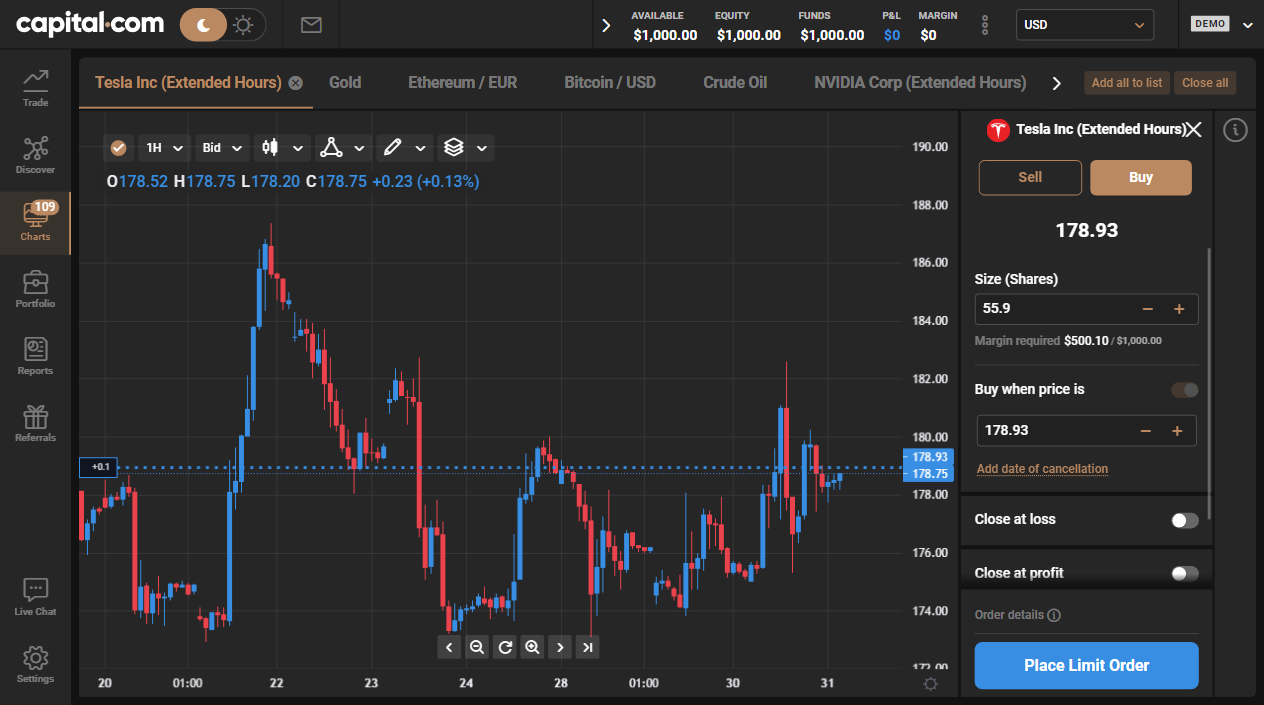 capital.com
AVAILABLE EQUITY FUNDS P&L MARGIN
$1,000.00 $1,000.00 $1,000.00 $0 $0
USD
DEMO
Trade
Discover
109
Charts
Portfolio
Reports
Referrals
Live Chat
Settings
Tesla Inc (Extended Hours) Gold Ethereum / EUR Bitcoin / USD Crude Oil NVIDIA Corp (Extended Hours)
Add all to list Close all
1H Bid
O178.52 H178.75 L178.20 C178.75 +0.23 (+0.13%)
190.00
188.00
186.00
184.00
182.00
180.00
178.93
178.75
178.00
176.00
174.00
172.00
+0.1
20 01:00 22 23 24 28 01:00 30 31
Tesla Inc (Extended Hours)
Sell Buy
178.93
Size (Shares)
55.9
Margin required $500.10 / $1,000.00
Buy when price is
178.93
Add date of cancellation
Close at loss
Close at profit
Order details
Place Limit Order